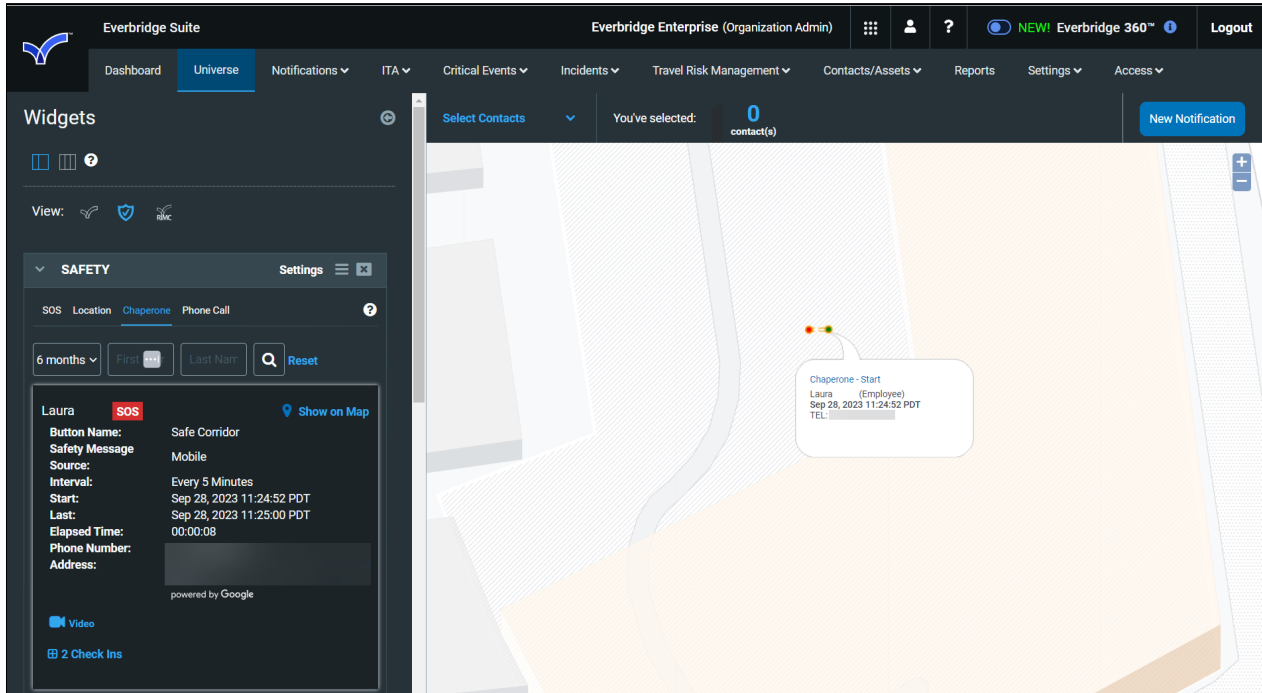 Everbridge Suite
Everbridge Enterprise (Organization Admin)
?
NEW! Everbridge 360™
Logout
Dashboard
Universe
Notifications
ITA
Critical Events
Incidents
Travel Risk Management
Contacts/Assets
Reports
Settings
Access
Widgets
Select Contacts
You've selected:
0
contact(s)
New Notification
?
+
−
View:
RIMC
SAFETY
Settings
SOS Location Chaperone Phone Call
?
6 months
First
Last Nam
Reset
Laura
SOS
Show on Map
Button Name: Safe Corridor
Safety Message
Source:
Mobile
Interval: Every 5 Minutes
Start: Sep 28, 2023 11:24:52 PDT
Last: Sep 28, 2023 11:25:00 PDT
Elapsed Time: 00:00:08
Phone Number:
Address:
powered by Google
Video
2 Check Ins
Chaperone - Start
Laura (Employee)
Sep 28, 2023 11:24:52 PDT
TEL: